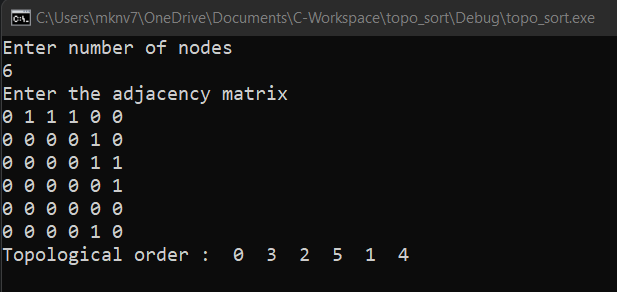 C:\Users\mknv7\OneDrive\Documents\C-Workspace\topo_sort\Debug\topo_sort.exe
Enter number of nodes
6
Enter the adjacency matrix
0 1 1 1 0 0
0 0 0 0 1 0
0 0 0 0 1 1
0 0 0 0 0 1
0 0 0 0 0 0
0 0 0 0 1 0
Topological order :  0  3  2  5  1  4